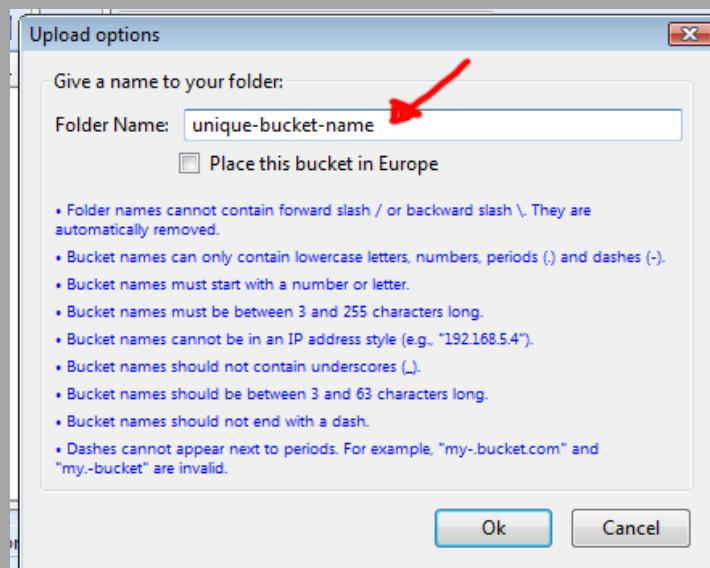 Upload options
Give a name to your folder:
Folder Name: unique-bucket-name
Place this bucket in Europe
• Folder names cannot contain forward slash / or backward slash \. They are
automatically removed.
• Bucket names can only contain lowercase letters, numbers, periods (.) and dashes (-).
• Bucket names must start with a number or letter.
• Bucket names must be between 3 and 255 characters long.
• Bucket names cannot be in an IP address style (e.g., "192.168.5.4").
• Bucket names should not contain underscores (_).
• Bucket names should be between 3 and 63 characters long.
• Bucket names should not end with a dash.
• Dashes cannot appear next to periods. For example, "my-.bucket.com" and
"my.-bucket" are invalid.
Ok Cancel